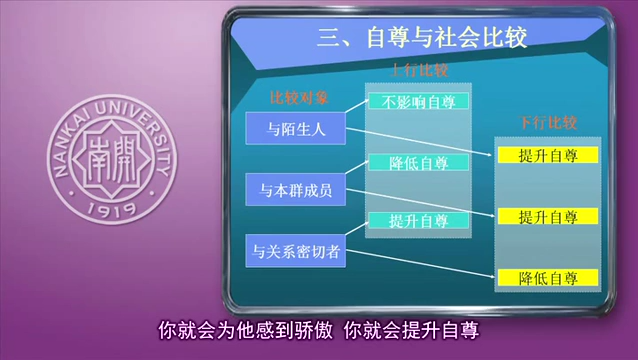 三、自尊与社会比较
上行比较
比较对象
不影响自尊
下行比较
与陌生人
提升自尊
降低自尊
与本群成员
提升自尊
提升自尊
与关系密切者
降低自尊
NANKAI UNIVERSITY
南開
1919
你就会为他感到骄傲 你就会提升自尊